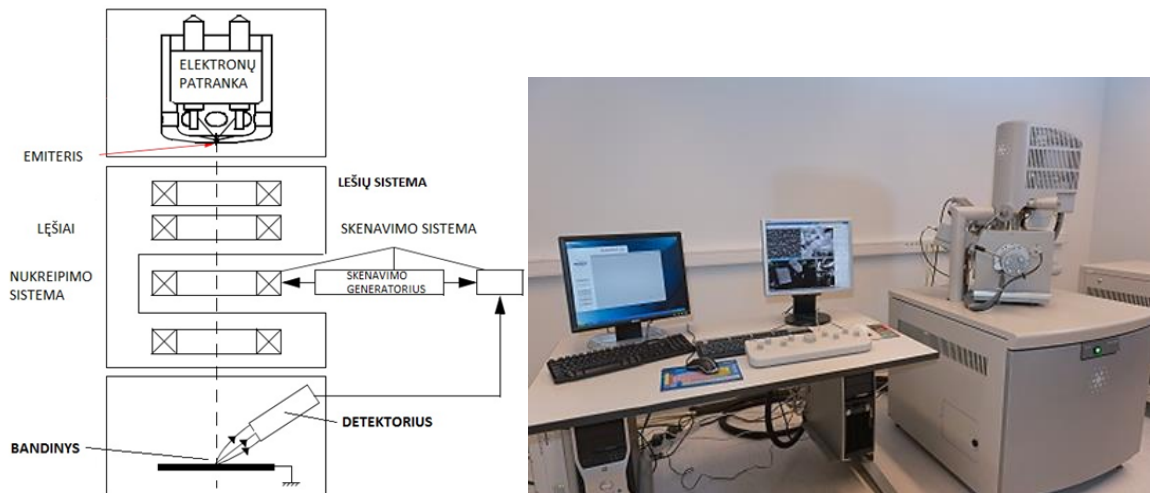 ELEKTRONŲ
PATRANKA
EMITERIS
LEŠIŲ SISTEMA
LĘŠIAI
SKENAVIMO SISTEMA
NUKREIPIMO
SISTEMA
SKENAVIMO
GENERATORIUS
DETEKTORIUS
BANDINYS